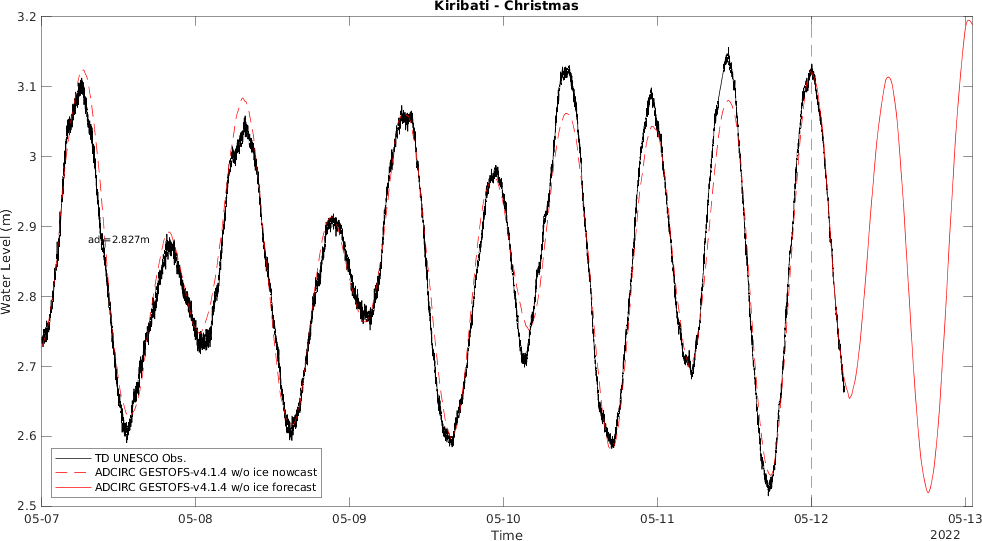 Kiribati - Christmas
3.2
3.1
3
2.9
2.8
2.7
2.6
2.5
Water Level (m)
=2.827m
TD UNESCO Obs.
ADCIRC GESTOFS-v4.1.4 w/o ice nowcast
ADCIRC GESTOFS-v4.1.4 w/o ice forecast
05-07
05-08
05-09
05-10
05-11
05-12
05-13
Time
2022